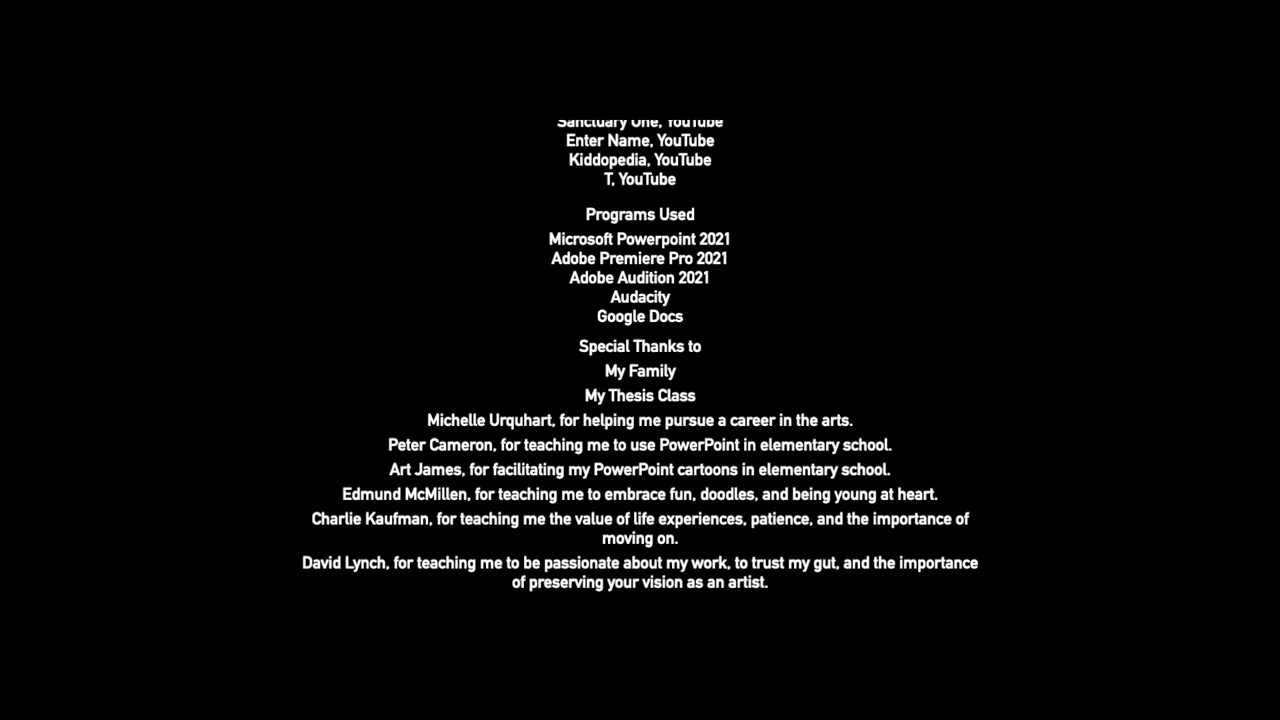 Sanctuary One, YouTube
Enter Name, YouTube
Kiddopedia, YouTube
T, YouTube
Programs Used
Microsoft Powerpoint 2021
Adobe Premiere Pro 2021
Adobe Audition 2021
Audacity
Google Docs
Special Thanks to
My Family
My Thesis Class
Michelle Urquhart, for helping me pursue a career in the arts.
Peter Cameron, for teaching me to use PowerPoint in elementary school.
Art James, for facilitating my PowerPoint cartoons in elementary school.
Edmund McMillen, for teaching me to embrace fun, doodles, and being young at heart.
Charlie Kaufman, for teaching me the value of life experiences, patience, and the importance of
moving on.
David Lynch, for teaching me to be passionate about my work, to trust my gut, and the importance
of preserving your vision as an artist.